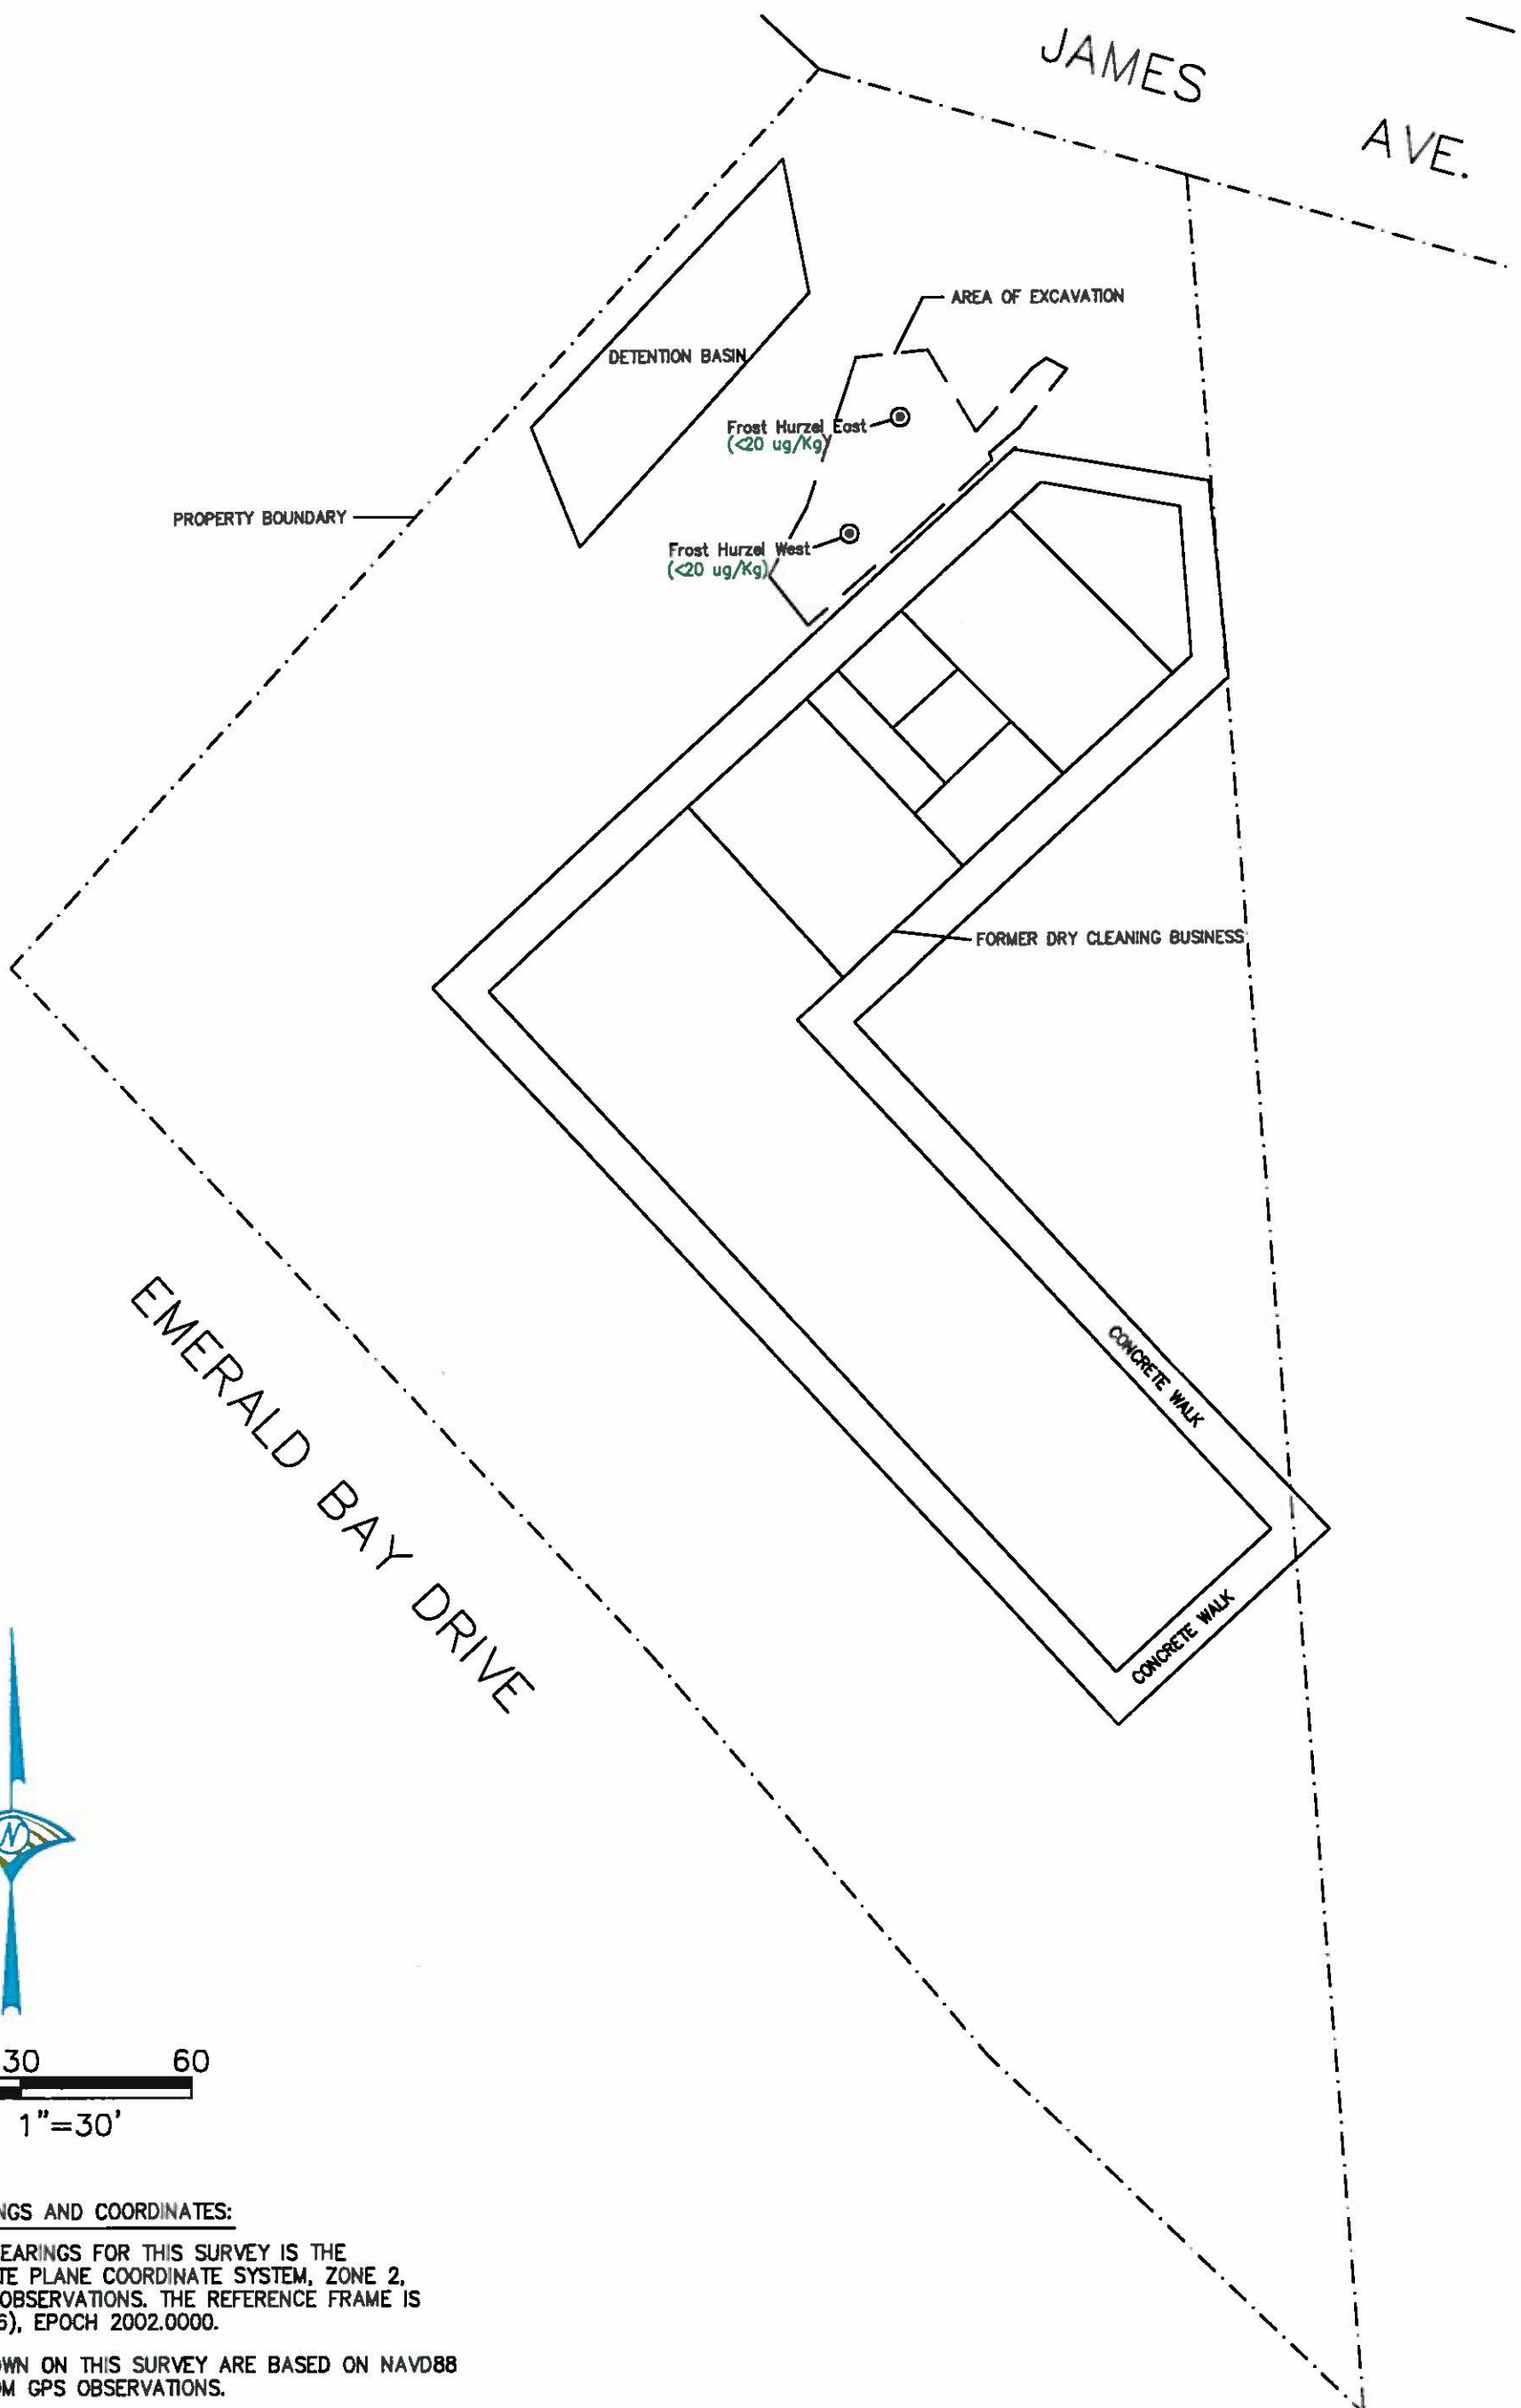 JAMES
AVE.
AREA OF EXCAVATION
DETENTION BASIN
Frost Hurzel East
(<20 ug/Kg)
PROPERTY BOUNDARY
Frost Hurzel West
(<20 ug/Kg)
FORMER DRY CLEANING BUSINESS
CONCRETE WALK
EMERALD BAY DRIVE
CONCRETE WALK
N
30 60
1"=30'
NGS AND COORDINATES:
EARINGS FOR THIS SURVEY IS THE
TE PLANE COORDINATE SYSTEM, ZONE 2,
OBSERVATIONS. THE REFERENCE FRAME IS
6), EPOCH 2002.0000.
OWN ON THIS SURVEY ARE BASED ON NAVD88
OM GPS OBSERVATIONS.